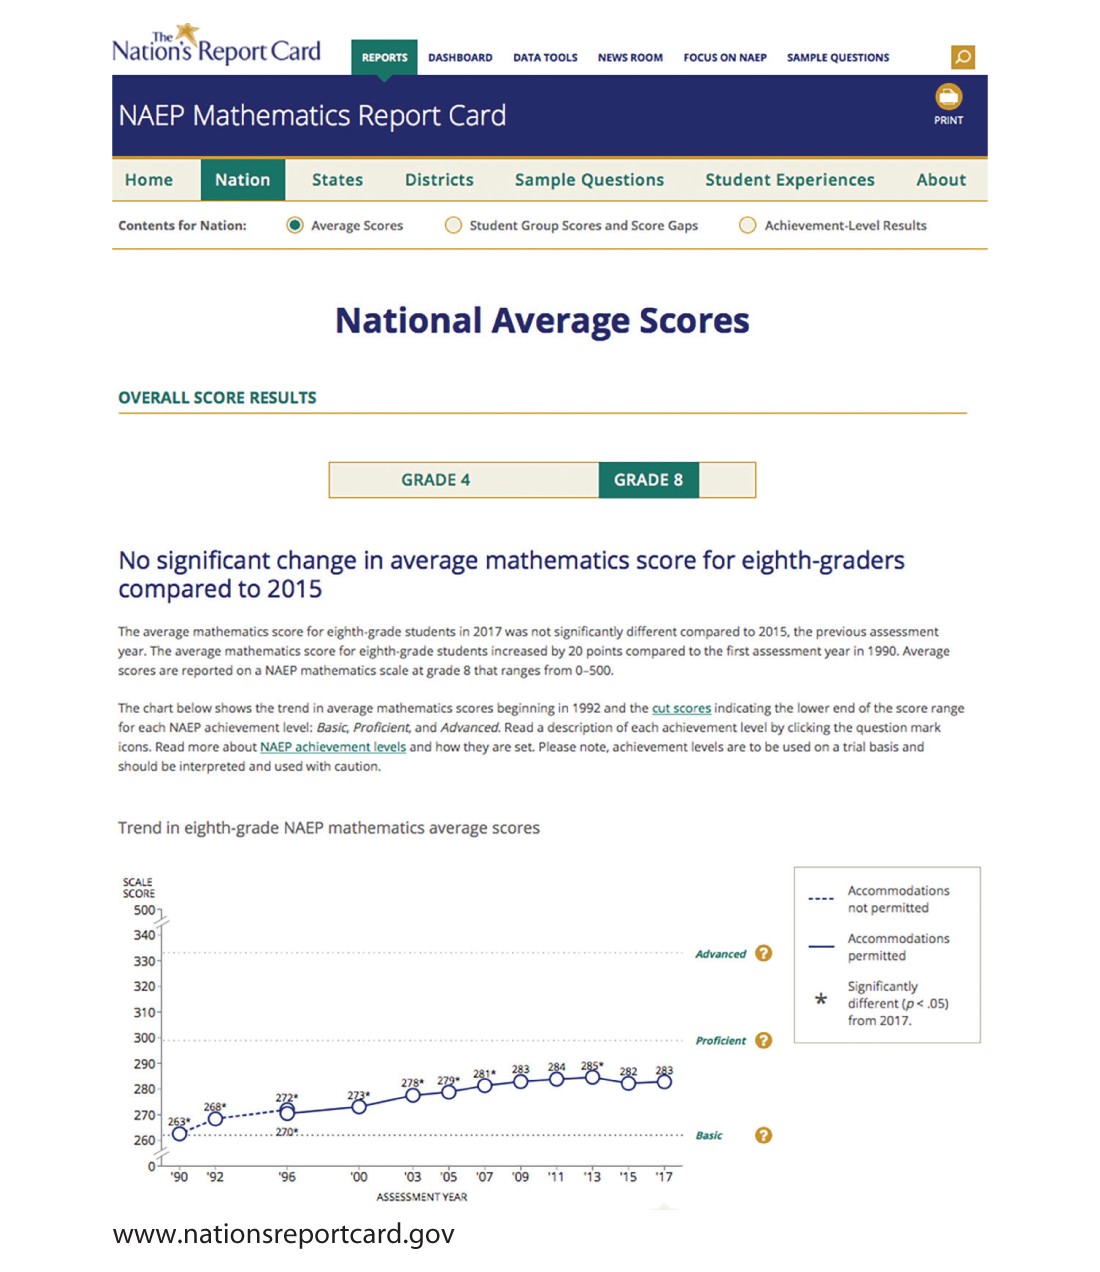 The
Nation's Report Card
REPORTS DASHBOARD DATA TOOLS NEWS ROOM FOCUS ON NAEP SAMPLE QUESTIONS
NAEP Mathematics Report Card
PRINT
Home Nation States Districts Sample Questions Student Experiences About
Contents for Nation: Average Scores Student Group Scores and Score Gaps Achievement-Level Results
National Average Scores
OVERALL SCORE RESULTS
GRADE 4 GRADE 8
No significant change in average mathematics score for eighth-graders
compared to 2015
The average mathematics score for eighth-grade students in 2017 was not significantly different compared to 2015, the previous assessment
year. The average mathematics score for eighth-grade students increased by 20 points compared to the first assessment year in 1990. Average
scores are reported on a NAEP mathematics scale at grade 8 that ranges from 0–500.
The chart below shows the trend in average mathematics scores beginning in 1992 and the cut scores indicating the lower end of the score range
for each NAEP achievement level: Basic, Proficient, and Advanced. Read a description of each achievement level by clicking the question mark
icons. Read more about NAEP achievement levels and how they are set. Please note, achievement levels are to be used on a trial basis and
should be interpreted and used with caution.
Trend in eighth-grade NAEP mathematics average scores
SCALE
SCORE
500
340
330
320
310
300
290
280
270
260
0
Advanced ?
Proficient ?
Basic ?
263* 268* 272* 273* 278* 279* 281* 283 284 285* 282 283
270*
'90 '92 '96 '00 '03 '05 '07 '09 '11 '13 '15 '17
ASSESSMENT YEAR
Accommodations
not permitted
Accommodations
permitted
* Significantly
different (p < .05)
from 2017.
www.nationsreportcard.gov